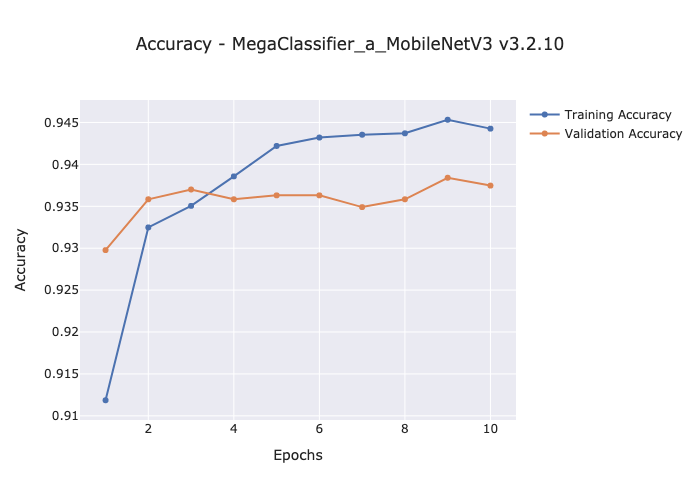 Accuracy - MegaClassifier_a_MobileNetV3 v3.2.10
Training Accuracy
Validation Accuracy
0.945
0.94
0.935
0.93
0.925
0.92
0.915
0.91
Accuracy
2
4
6
8
10
Epochs